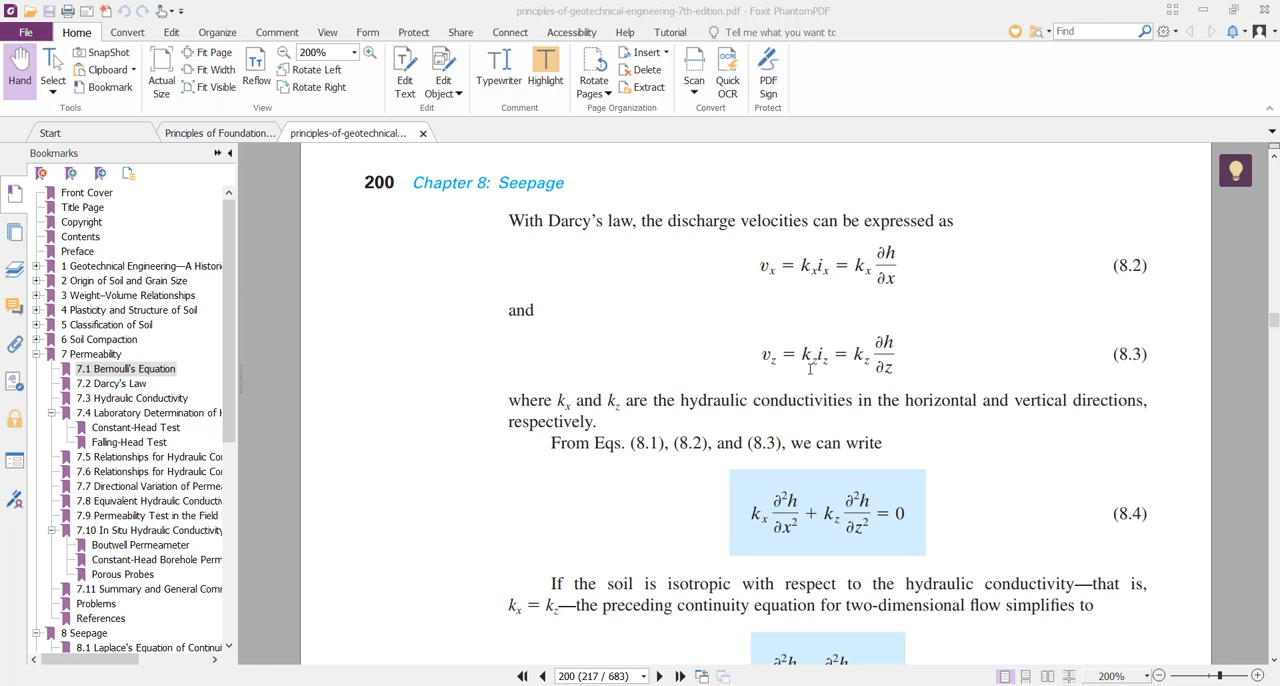 principles-of-geotechnical-engineering-7th-edition.pdf - Foxit PhantomPDF
File Home Convert Edit Organize Comment View Form Protect Share Connect Accessibility Help Tutorial Tell me what you want to Find
Hand
Select
SnapShot
Clipboard
Bookmark
Tools
Actual Size
Fit Page
Fit Width
Fit Visible
Reflow
200%
Rotate Left
Rotate Right
View
Edit Text
Edit Object
Edit
Typewriter
Highlight
Comment
Rotate Pages
Insert
Delete
Extract
Page Organization
Scan
Quick OCR
Convert
PDF Sign
Protect
Start Principles of Foundation... principles-of-geotechnical...
Bookmarks
Front Cover
Title Page
Copyright
Contents
Preface
1 Geotechnical Engineering—A Histori
2 Origin of Soil and Grain Size
3 Weight–Volume Relationships
4 Plasticity and Structure of Soil
5 Classification of Soil
6 Soil Compaction
7 Permeability
7.1 Bernoulli's Equation
7.2 Darcy's Law
7.3 Hydraulic Conductivity
7.4 Laboratory Determination of H
Constant-Head Test
Falling-Head Test
7.5 Relationships for Hydraulic Co
7.6 Relationships for Hydraulic Co
7.7 Directional Variation of Perme
7.8 Equivalent Hydraulic Conducti
7.9 Permeability Test in the Field
7.10 In Situ Hydraulic Conductivity
Boutwell Permeameter
Constant-Head Borehole Perm
Porous Probes
7.11 Summary and General Comm
Problems
References
8 Seepage
8.1 Laplace's Equation of Continui
200 Chapter 8: Seepage
With Darcy's law, the discharge velocities can be expressed as
vₓ = kₓiₓ = kₓ ∂h/∂x (8.2)
and
v_z = k_z i_z = k_z ∂h/∂z (8.3)
where kₓ and k_z are the hydraulic conductivities in the horizontal and vertical directions,
respectively.
From Eqs. (8.1), (8.2), and (8.3), we can write
kₓ ∂²h/∂x² + k_z ∂²h/∂z² = 0 (8.4)
If the soil is isotropic with respect to the hydraulic conductivity—that is,
kₓ = k_z—the preceding continuity equation for two-dimensional flow simplifies to
∂²h ∂²h
200 (217 / 683)
200%